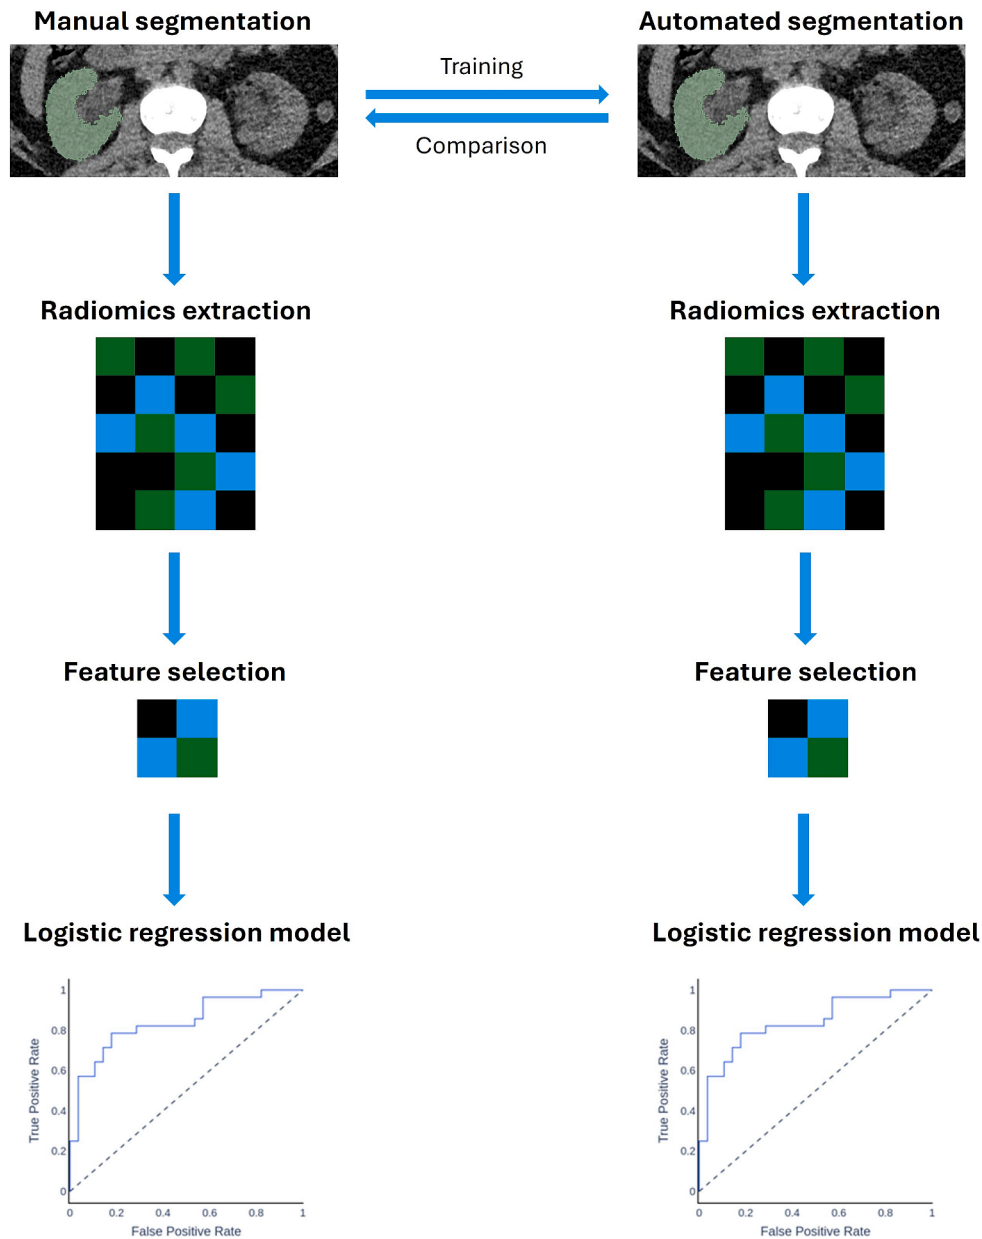 Manual segmentation
Automated segmentation
Training
Comparison
Radiomics extraction
Radiomics extraction
Feature selection
Feature selection
Logistic regression model
Logistic regression model
True Positive Rate
1
0.8
0.6
0.4
0.2
0
0 0.2 0.4 0.6 0.8 1
False Positive Rate
True Positive Rate
1
0.8
0.6
0.4
0.2
0
0 0.2 0.4 0.6 0.8 1
False Positive Rate